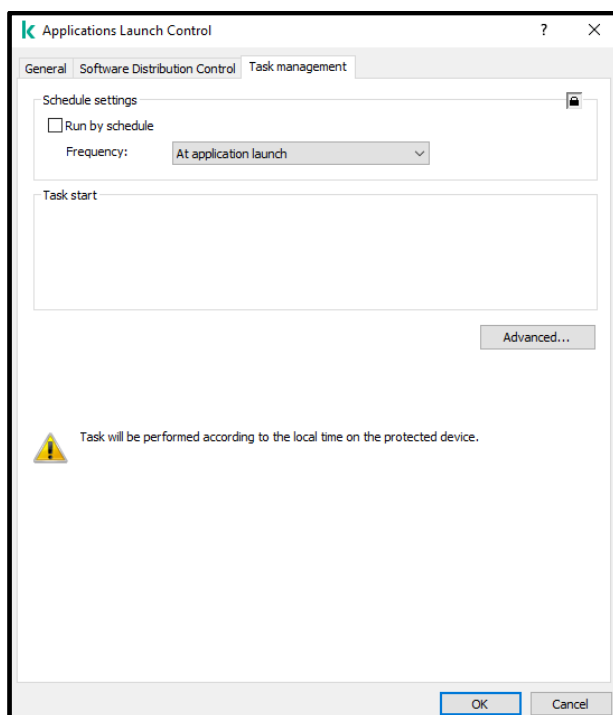 Applications Launch Control
?
General
Software Distribution Control
Task management
Schedule settings
Run by schedule
Frequency:
At application launch
Task start
Advanced...
Task will be performed according to the local time on the protected device.
OK
Cancel